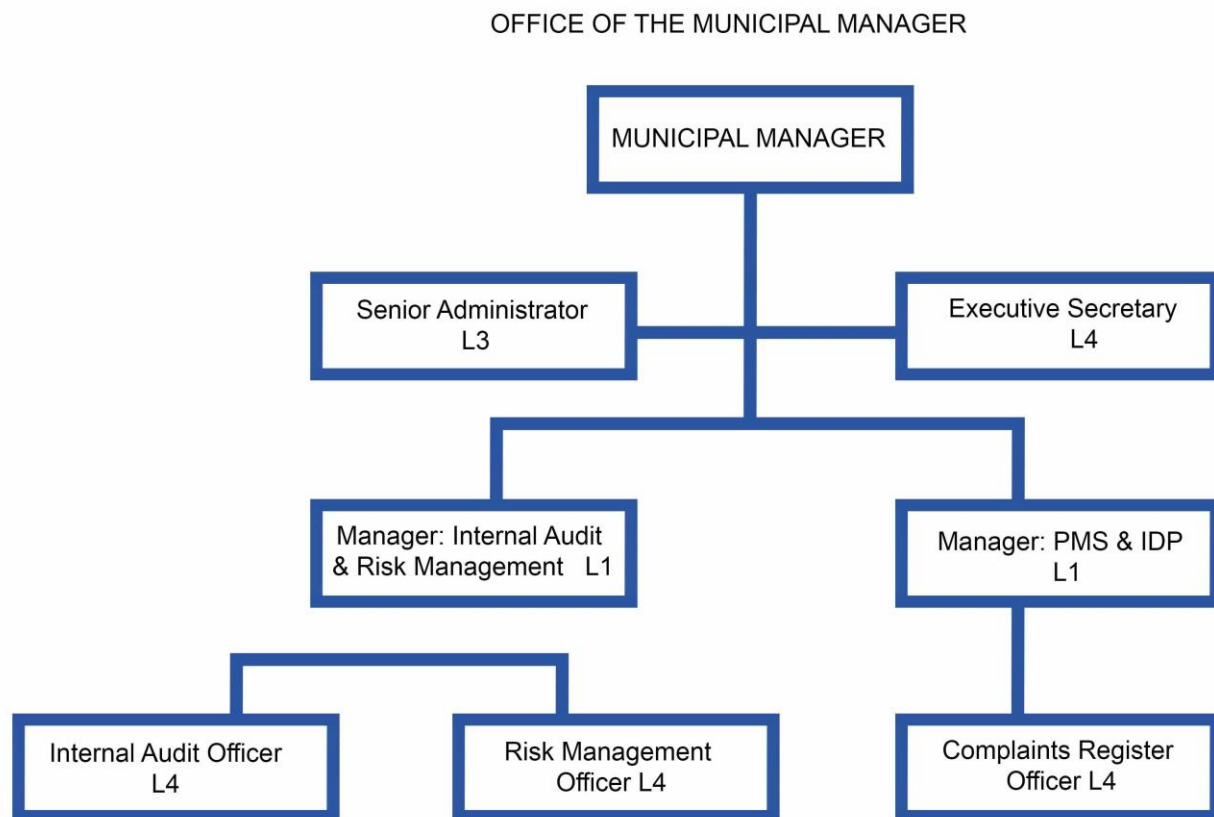 OFFICE OF THE MUNICIPAL MANAGER
MUNICIPAL MANAGER
Senior Administrator
L3
Executive Secretary
L4
Manager: Internal Audit
& Risk Management L1
Manager: PMS & IDP
L1
Internal Audit Officer
L4
Risk Management
Officer L4
Complaints Register
Officer L4